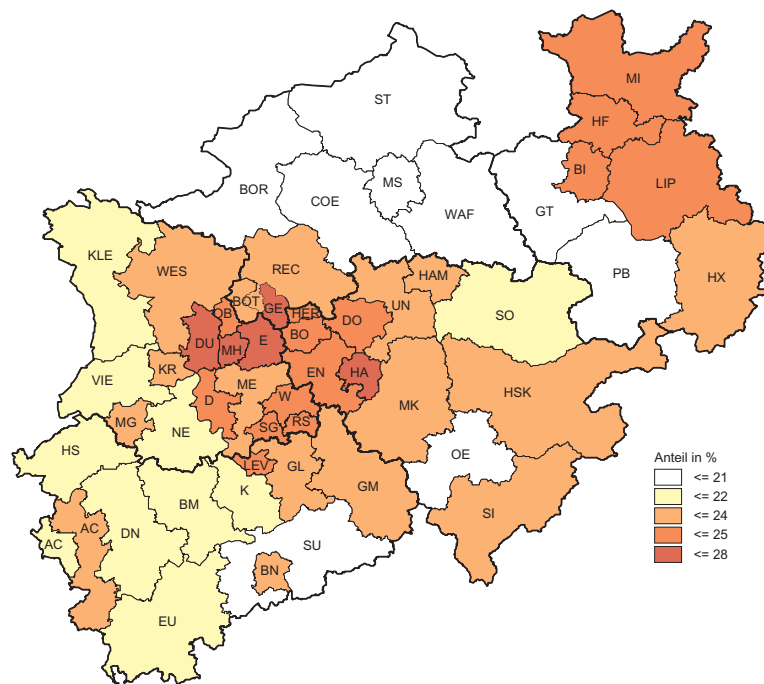 MI
ST
HF
BI
LIP
MS
BOR
COE
GT
WAF
KLE
WES
REC
HAM
PB
HX
BOT
GE
UN
OB
HER
DO
SO
BO
DU
MH
E
KR
EN
HA
VIE
ME
HSK
D
W
MK
MG
SG
RS
NE
HS
OE
LEV
GL
K
GM
BM
AC
DN
SI
AC
SU
BN
EU
Anteil in %
<= 21
<= 22
<= 24
<= 25
<= 28